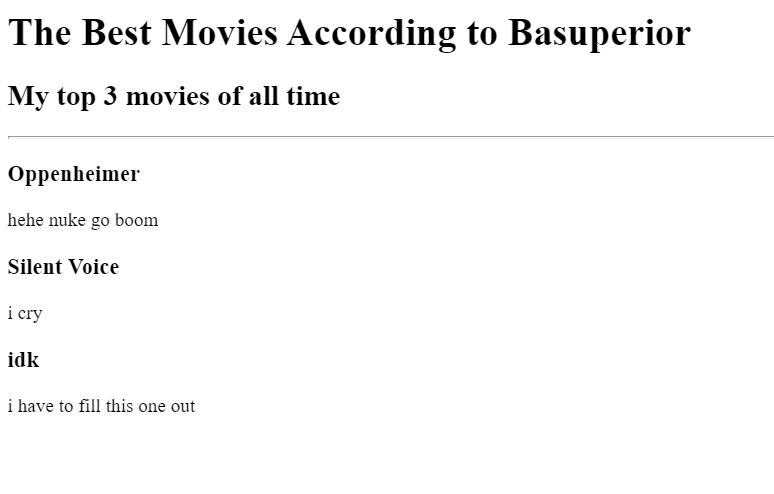 The Best Movies According to Basuperior
My top 3 movies of all time
Oppenheimer
hehe nuke go boom
Silent Voice
i cry
idk
i have to fill this one out